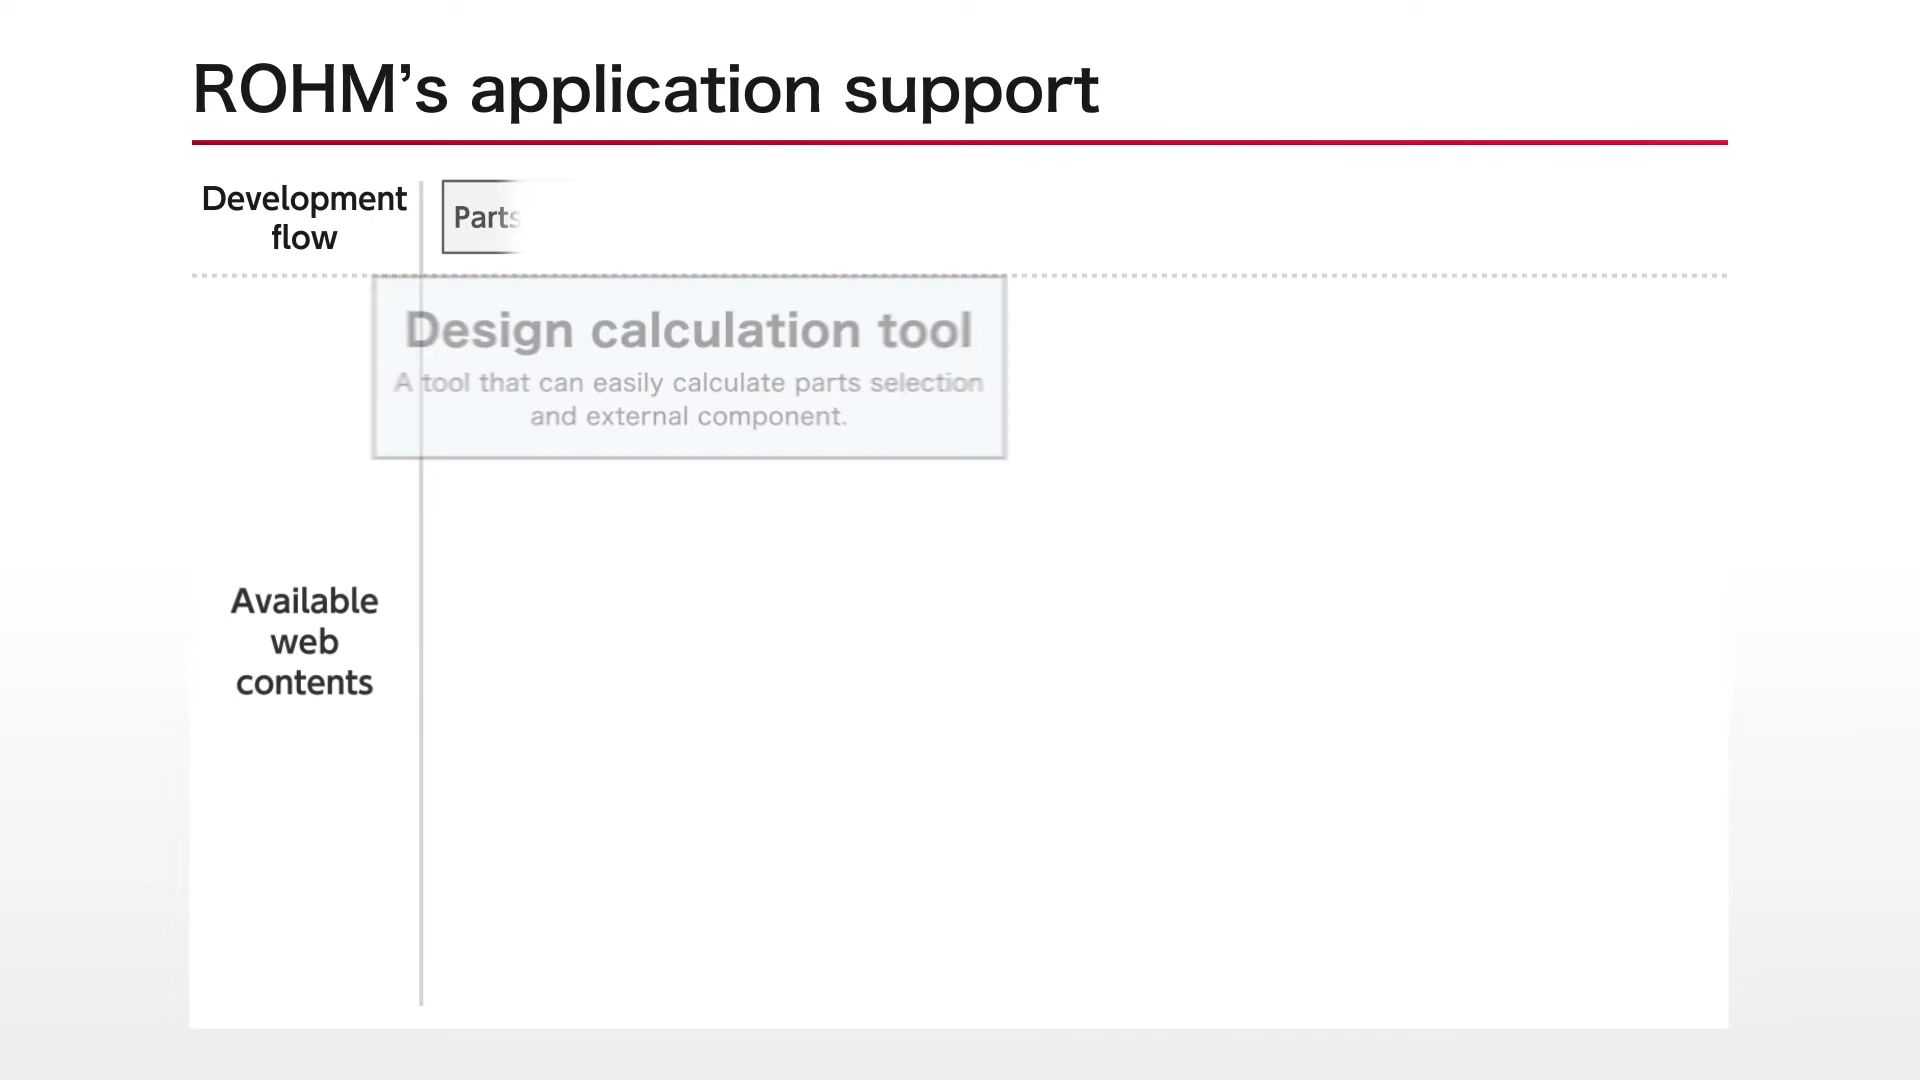 ROHM’s application support
Development
flow
Parts
Design calculation tool
A tool that can easily calculate parts selection
and external component.
Available
web
contents